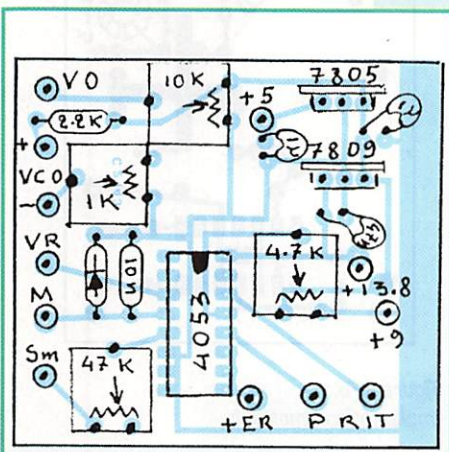 VO
10K
7805
2.2K
+5
+
7809
VCO
1K
-
VR
4.7K
10n
M
4053
+13.8
+9
Sm
47K
+ER
P
RIT